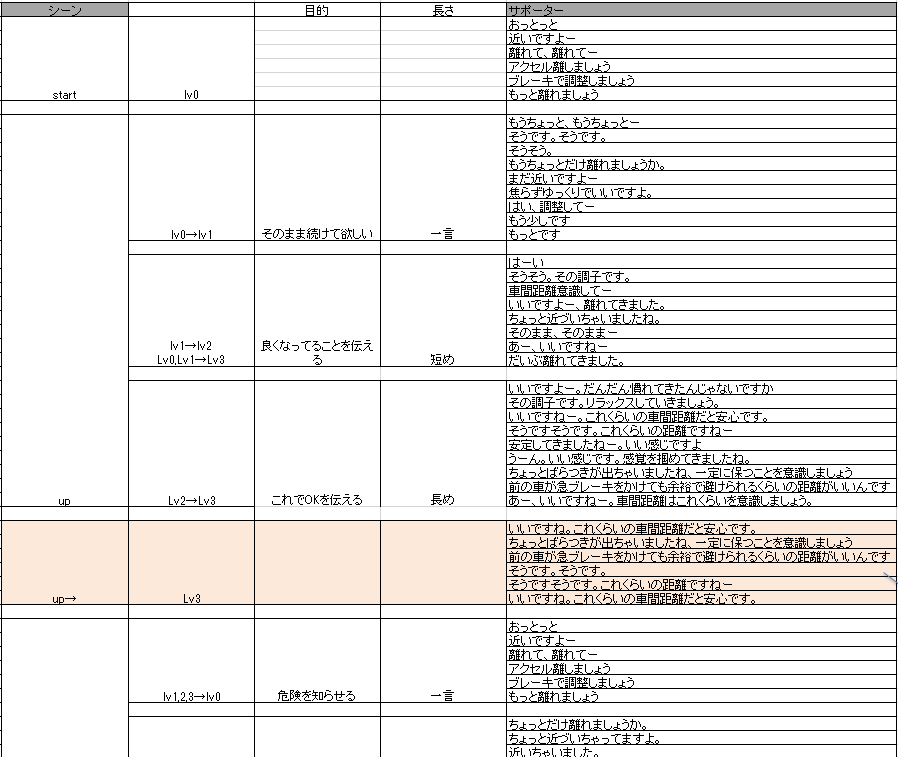 シーン 目的 長さ サポーター
おっとっと
近いですよー
離れて、離れてー
アクセル離しましょう
ブレーキで調整しましょう
start lv0 もっと離れましょう
もうちょっと、もうちょっとー
そうです。そうです。
そうそう。
もうちょっとだけ離れましょうか。
まだ近いですよー
焦らずゆっくりでいいですよ。
はい、調整してー
もう少しです
lv0→lv1 そのまま続けて欲しい 一言 もっとです
はーい
そうそう。その調子です。
車間距離意識してー
いいですよー、離れてきました。
ちょっと近づいちゃいましたね。
そのまま、そのままー
lv1→lv2 良くなってることを伝え あー、いいですねー
Lv0,Lv1→Lv3 る 短め だいぶ離れてきました。
いいですよー。だんだん慣れてきたんじゃないですか
その調子です。リラックスしていきましょう。
いいですねー。これくらいの車間距離だと安心です。
そうですそうです。これくらいの距離ですねー
安定してきましたねー。いい感じですよ
うーん。いい感じです。感覚を掴めてきましたね。
ちょっとばらつきが出ちゃいましたね、一定に保つことを意識しましょう
前の車が急ブレーキをかけても余裕で避けられるくらいの距離がいいんです
up Lv2→Lv3 これでOKを伝える 長め あー、いいですねー。車間距離はこれくらいを意識しましょう。
いいですね。これくらいの車間距離だと安心です。
ちょっとばらつきが出ちゃいましたね、一定に保つことを意識しましょう
前の車が急ブレーキをかけても余裕で避けられるくらいの距離がいいんです
そうです。そうです。
そうですそうです。これくらいの距離ですねー
up→ Lv3 いいですね。これくらいの車間距離だと安心です。
おっとっと
近いですよー
離れて、離れてー
アクセル離しましょう
ブレーキで調整しましょう
lv1,2,3→lv0 危険を知らせる 一言 もっと離れましょう
ちょっとだけ離れましょうか。
ちょっと近づいちゃってますよ。
近いちゃいました。